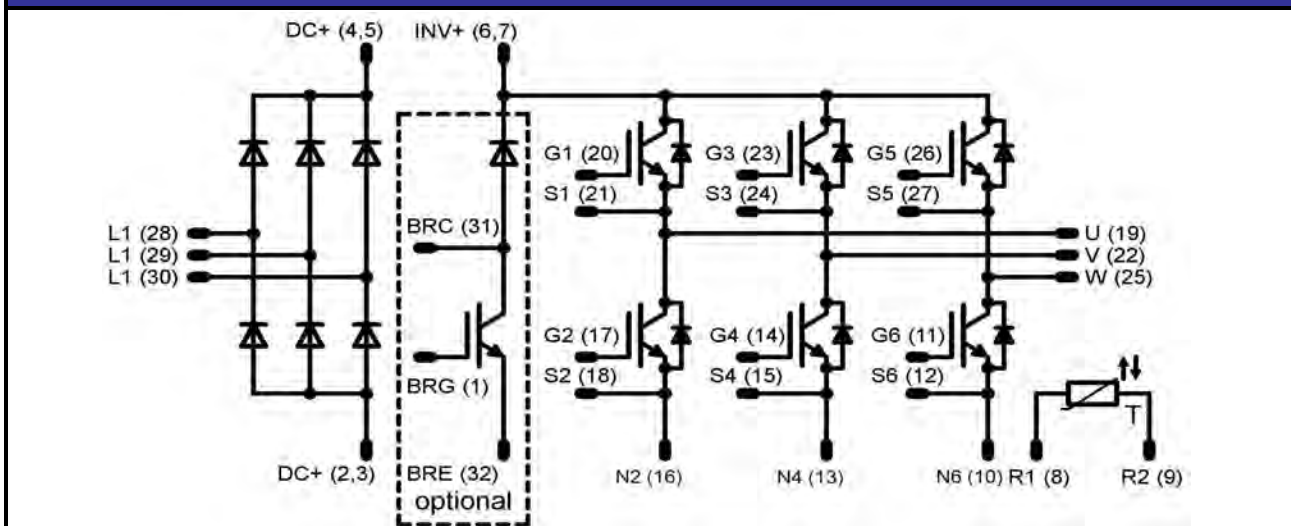 DC+ (4,5)
INV+ (6,7)
G1 (20)
G3 (23)
G5 (26)
S1 (21)
S3 (24)
S5 (27)
BRC (31)
L1 (28)
L1 (29)
L1 (30)
U (19)
V (22)
W (25)
G2 (17)
G4 (14)
G6 (11)
S2 (18)
S4 (15)
S6 (12)
BRG (1)
T
DC+ (2,3)
BRE (32)
N2 (16)
N4 (13)
N6 (10)
R1 (8)
R2 (9)
optional